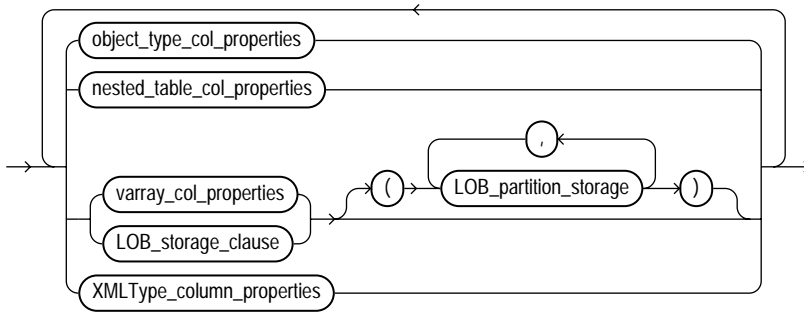 object_type_col_properties
nested_table_col_properties
,
varray_col_properties ( LOB_partition_storage )
LOB_storage_clause
XMLType_column_properties